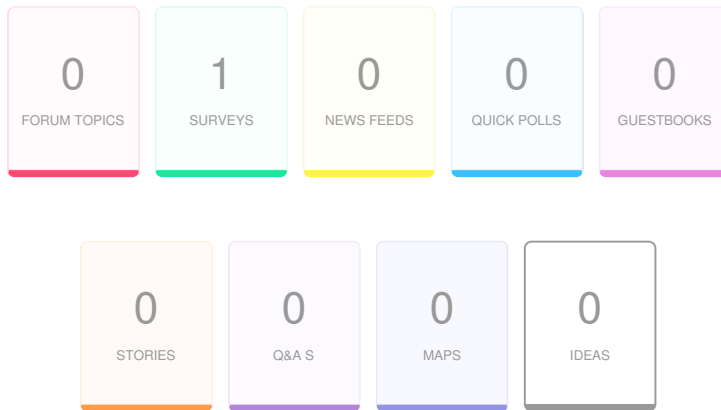 0 1 0 0 0
FORUM TOPICS SURVEYS NEWS FEEDS QUICK POLLS GUESTBOOKS
0 0 0 0
STORIES Q&A S MAPS IDEAS